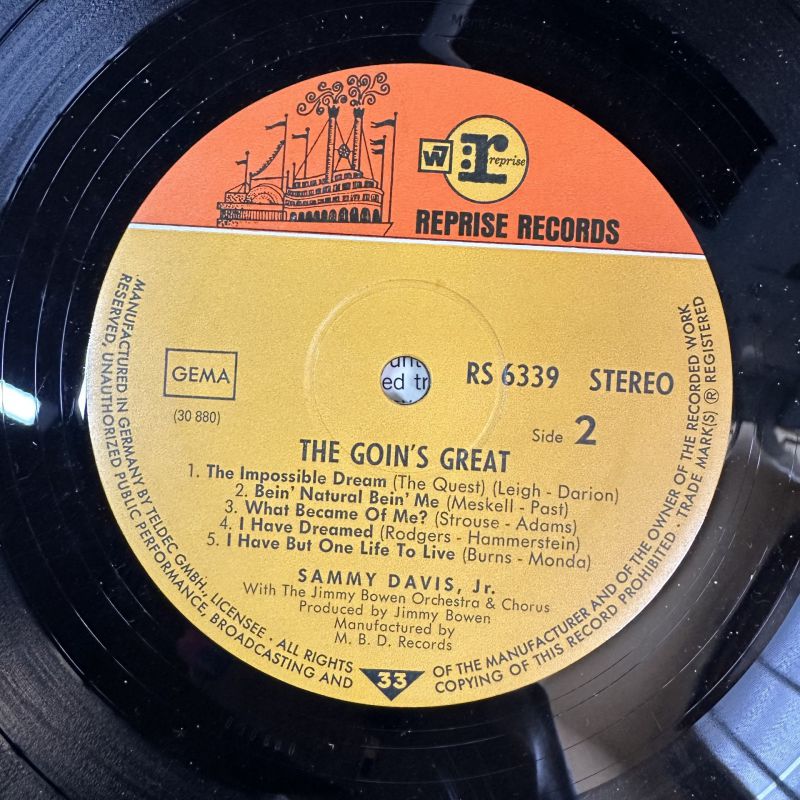 W
:r reprise
REPRISE RECORDS
GEMA
(30 880)
RS 6339 STEREO
Side 2
THE GOIN'S GREAT
1. The Impossible Dream (The Quest) (Leigh - Darion)
2. Bein' Natural Bein' Me (Meskell - Past)
3. What Became Of Me? (Strouse - Adams)
4. I Have Dreamed (Rodgers - Hammerstein)
5. I Have But One Life To Live (Burns - Monda)
SAMMY DAVIS, Jr.
With The Jimmy Bowen Orchestra & Chorus
Produced by Jimmy Bowen
Manufactured by
M. B. D. Records
33
MANUFACTURED IN GERMANY BY TELDEC GMBH., LICENSEE · ALL RIGHTS OF THE MANUFACTURER AND OF THE OWNER OF THE RECORDED WORK
RESERVED, UNAUTHORIZED PUBLIC PERFORMANCE, BROADCASTING AND COPYING OF THIS RECORD PROHIBITED · TRADE MARK(S) ® REGISTERED
ed tr